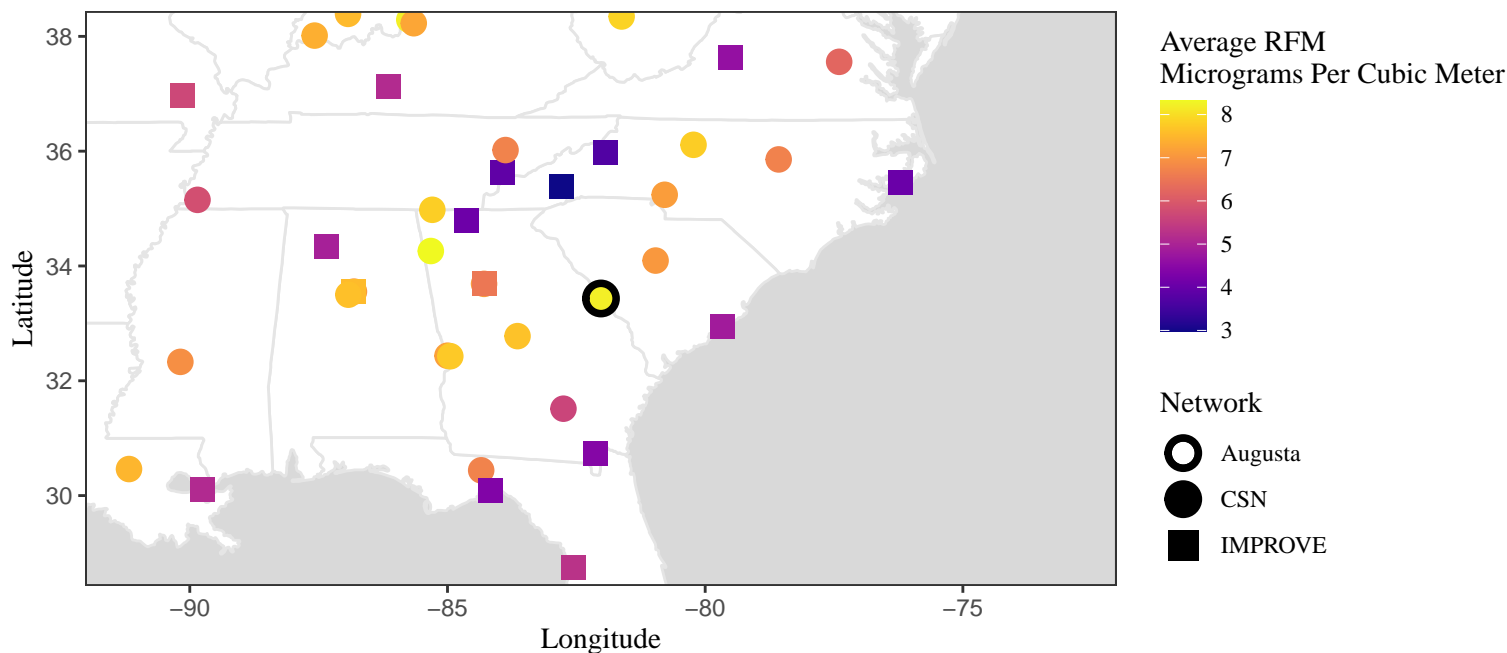 38
36
34
32
30
Latitude
−90
−85
−80
−75
Longitude
Average RFM
Micrograms Per Cubic Meter
8
7
6
5
4
3
Network
Augusta
CSN
IMPROVE